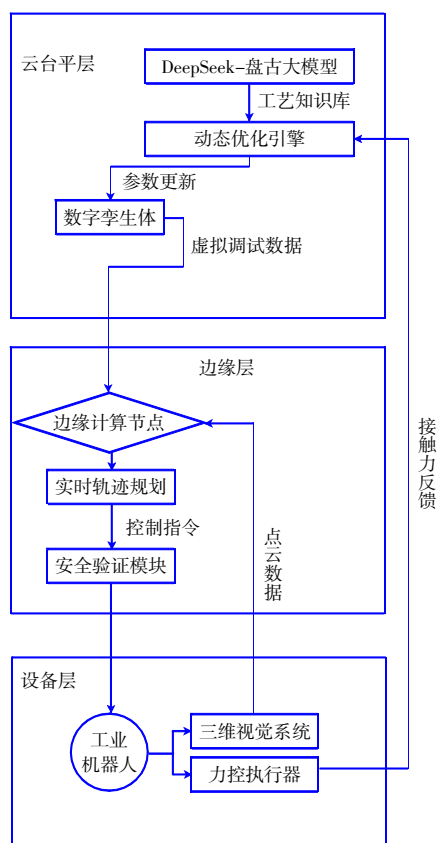 云台平层
DeepSeek-盘古大模型
工艺知识库
动态优化引擎
参数更新
数字孪生体
虚拟调试数据
边缘层
边缘计算节点
实时轨迹规划
控制指令
安全验证模块
点云数据
接触力反馈
设备层
工业
机器人
三维视觉系统
力控执行器